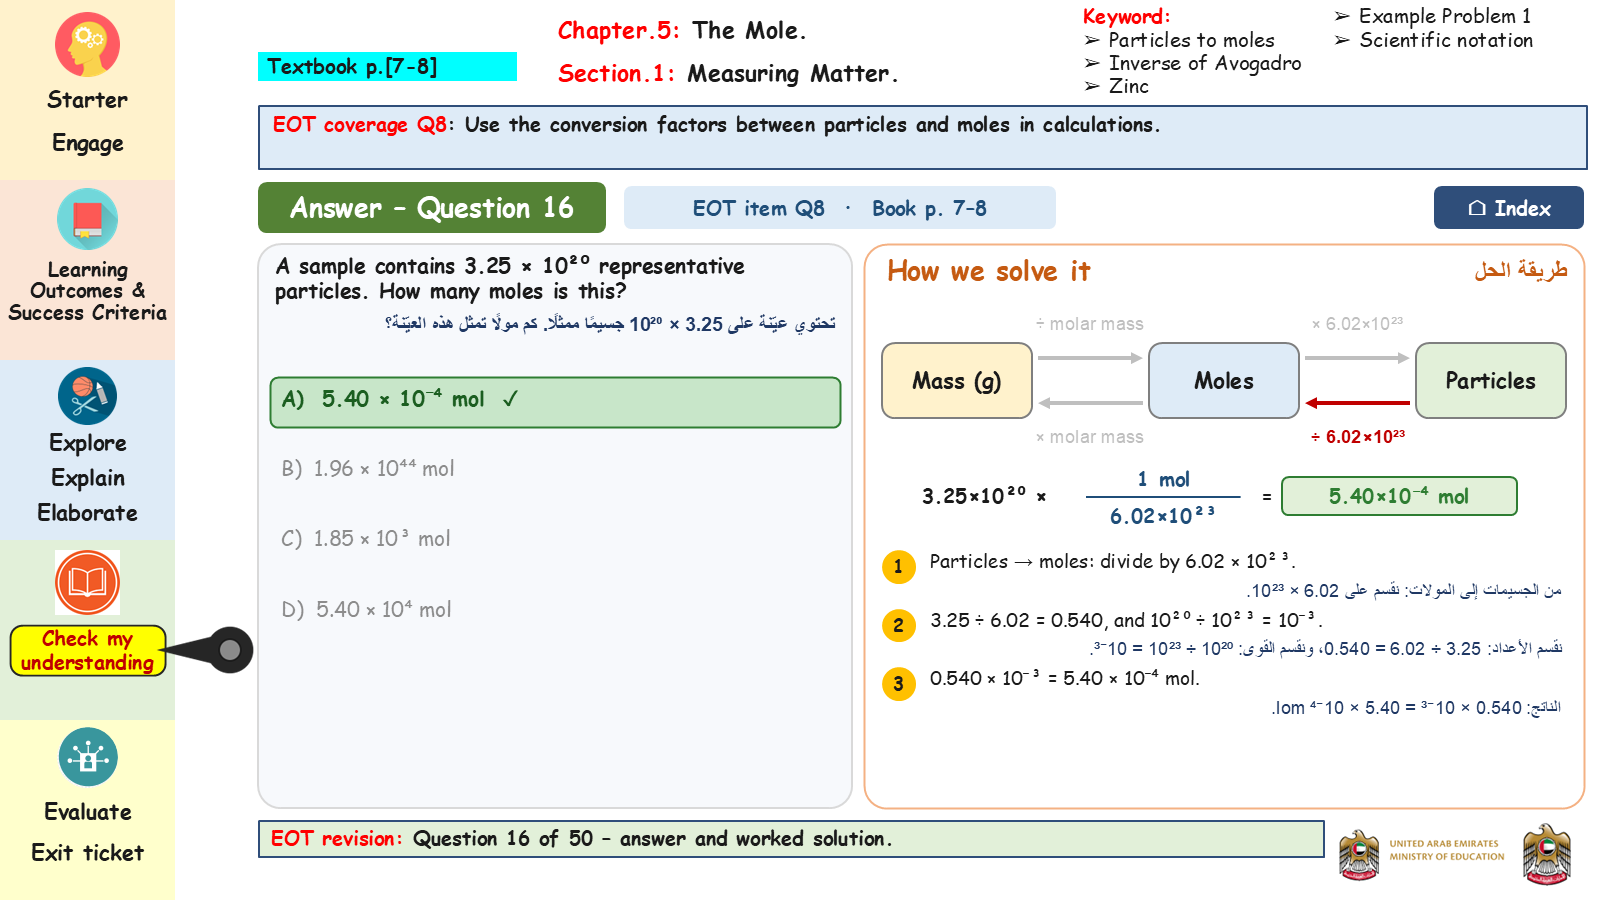 Starter
Engage
Learning
Outcomes &
Success Criteria
Explore
Explain
Elaborate
Check my
understanding
Evaluate
Exit ticket
Textbook p.[7-8]
Chapter.5: The Mole.
Section.1: Measuring Matter.
Keyword:
➢ Particles to moles
➢ Inverse of Avogadro
➢ Zinc
➢ Example Problem 1
➢ Scientific notation
EOT coverage Q8: Use the conversion factors between particles and moles in calculations.
Answer – Question 16
EOT item Q8 · Book p. 7-8
☖ Index
A sample contains 3.25 × 10²⁰ representative
particles. How many moles is this?
تحتوي عيّنة على 3.25 × 10²⁰ جسيمًا ممثلًا. كم مولًا تمثل هذه العيّنة؟
A) 5.40 × 10⁻⁴ mol ✓
B) 1.96 × 10⁴⁴ mol
C) 1.85 × 10³ mol
D) 5.40 × 10⁴ mol
How we solve it
طريقة الحل
÷ molar mass
× 6.02×10²³
Mass (g)
Moles
Particles
× molar mass
÷ 6.02×10²³
3.25×10²⁰ ×
1 mol
6.02×10²³
=
5.40×10⁻⁴ mol
1
Particles → moles: divide by 6.02 × 10²³.
من الجسيمات إلى المولات: نقسم على 6.02 × 10²³.
2
3.25 ÷ 6.02 = 0.540, and 10²⁰ ÷ 10²³ = 10⁻³.
نقسم الأعداد: 3.25 ÷ 6.02 = 0.540، ونقسم القوى: 10²⁰ ÷ 10²³ = 10⁻³.
3
0.540 × 10⁻³ = 5.40 × 10⁻⁴ mol.
الناتج: 0.540 × 10⁻³ = 5.40 × 10⁻⁴ lom.
EOT revision: Question 16 of 50 – answer and worked solution.
UNITED ARAB EMIRATES
MINISTRY OF EDUCATION